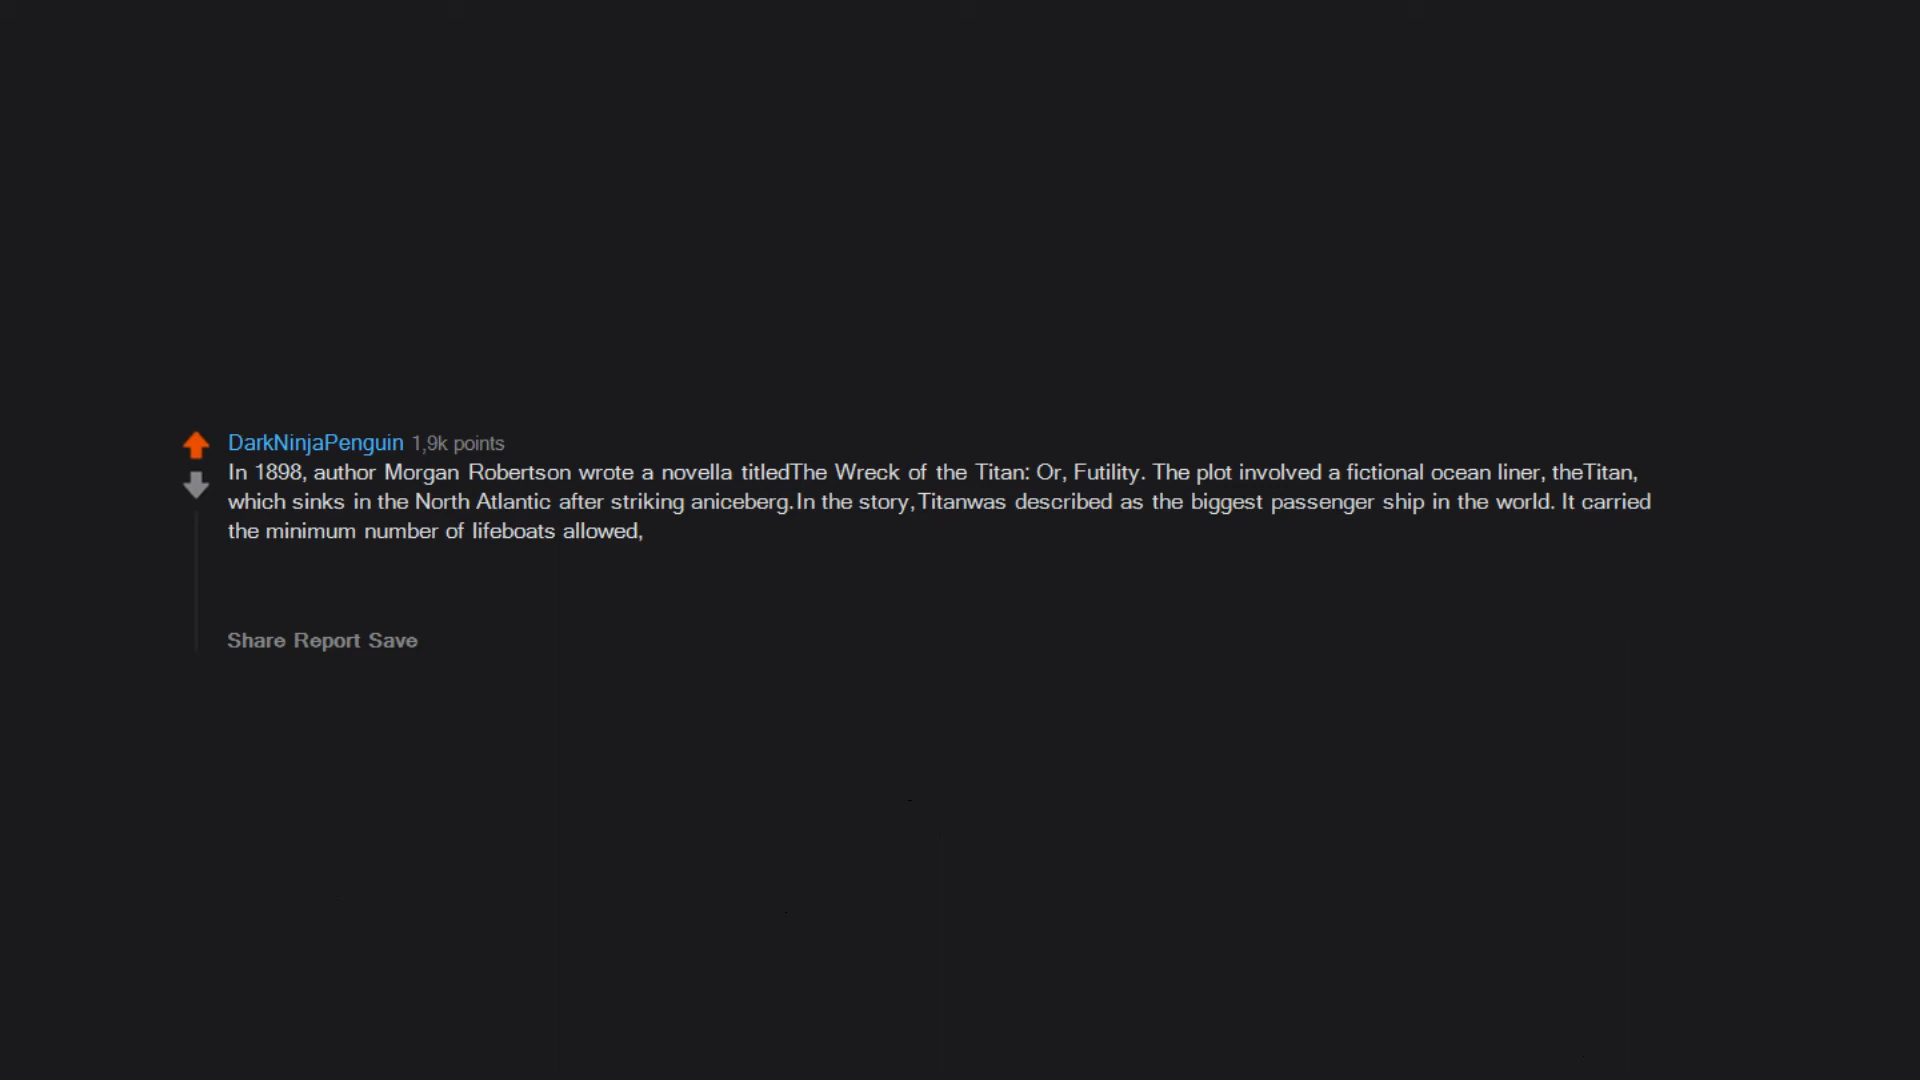 DarkNinjaPenguin 1,9k points
In 1898, author Morgan Robertson wrote a novella titledThe Wreck of the Titan: Or, Futility. The plot involved a fictional ocean liner, theTitan,
which sinks in the North Atlantic after striking aniceberg.In the story,Titanwas described as the biggest passenger ship in the world. It carried
the minimum number of lifeboats allowed,
Share Report Save